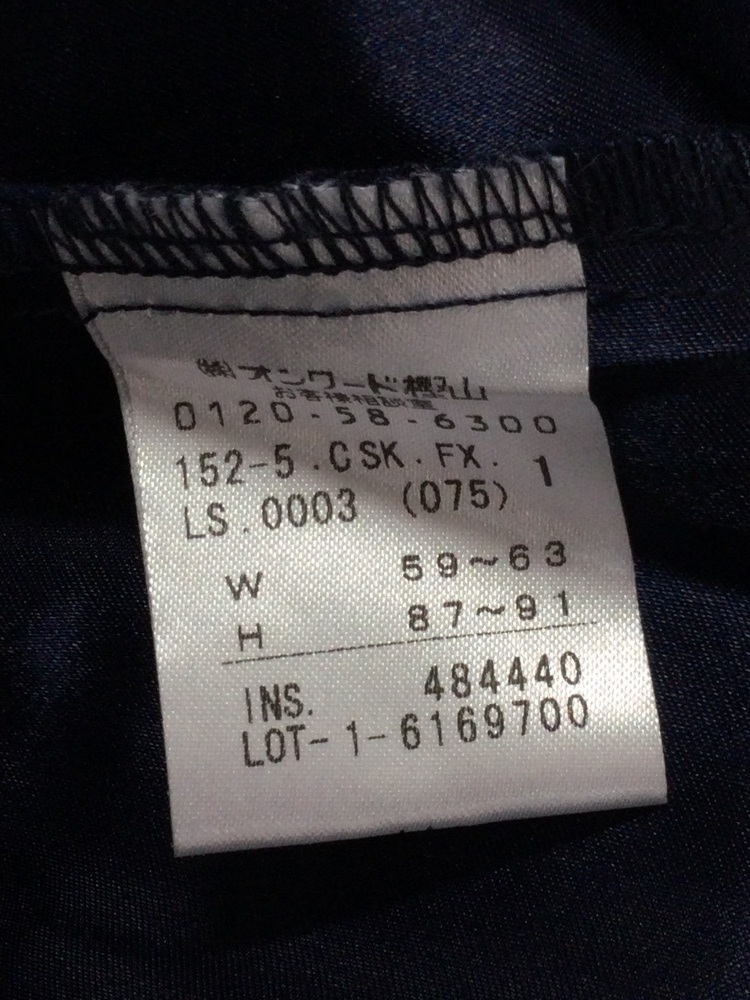 ㈱オンワード樫山
お客様相談室
0120-58-6300
152-5.CSK.FX. 1
LS.0003 (075)
W 59~63
H 87~91
INS. 484440
LOT-1-6169700